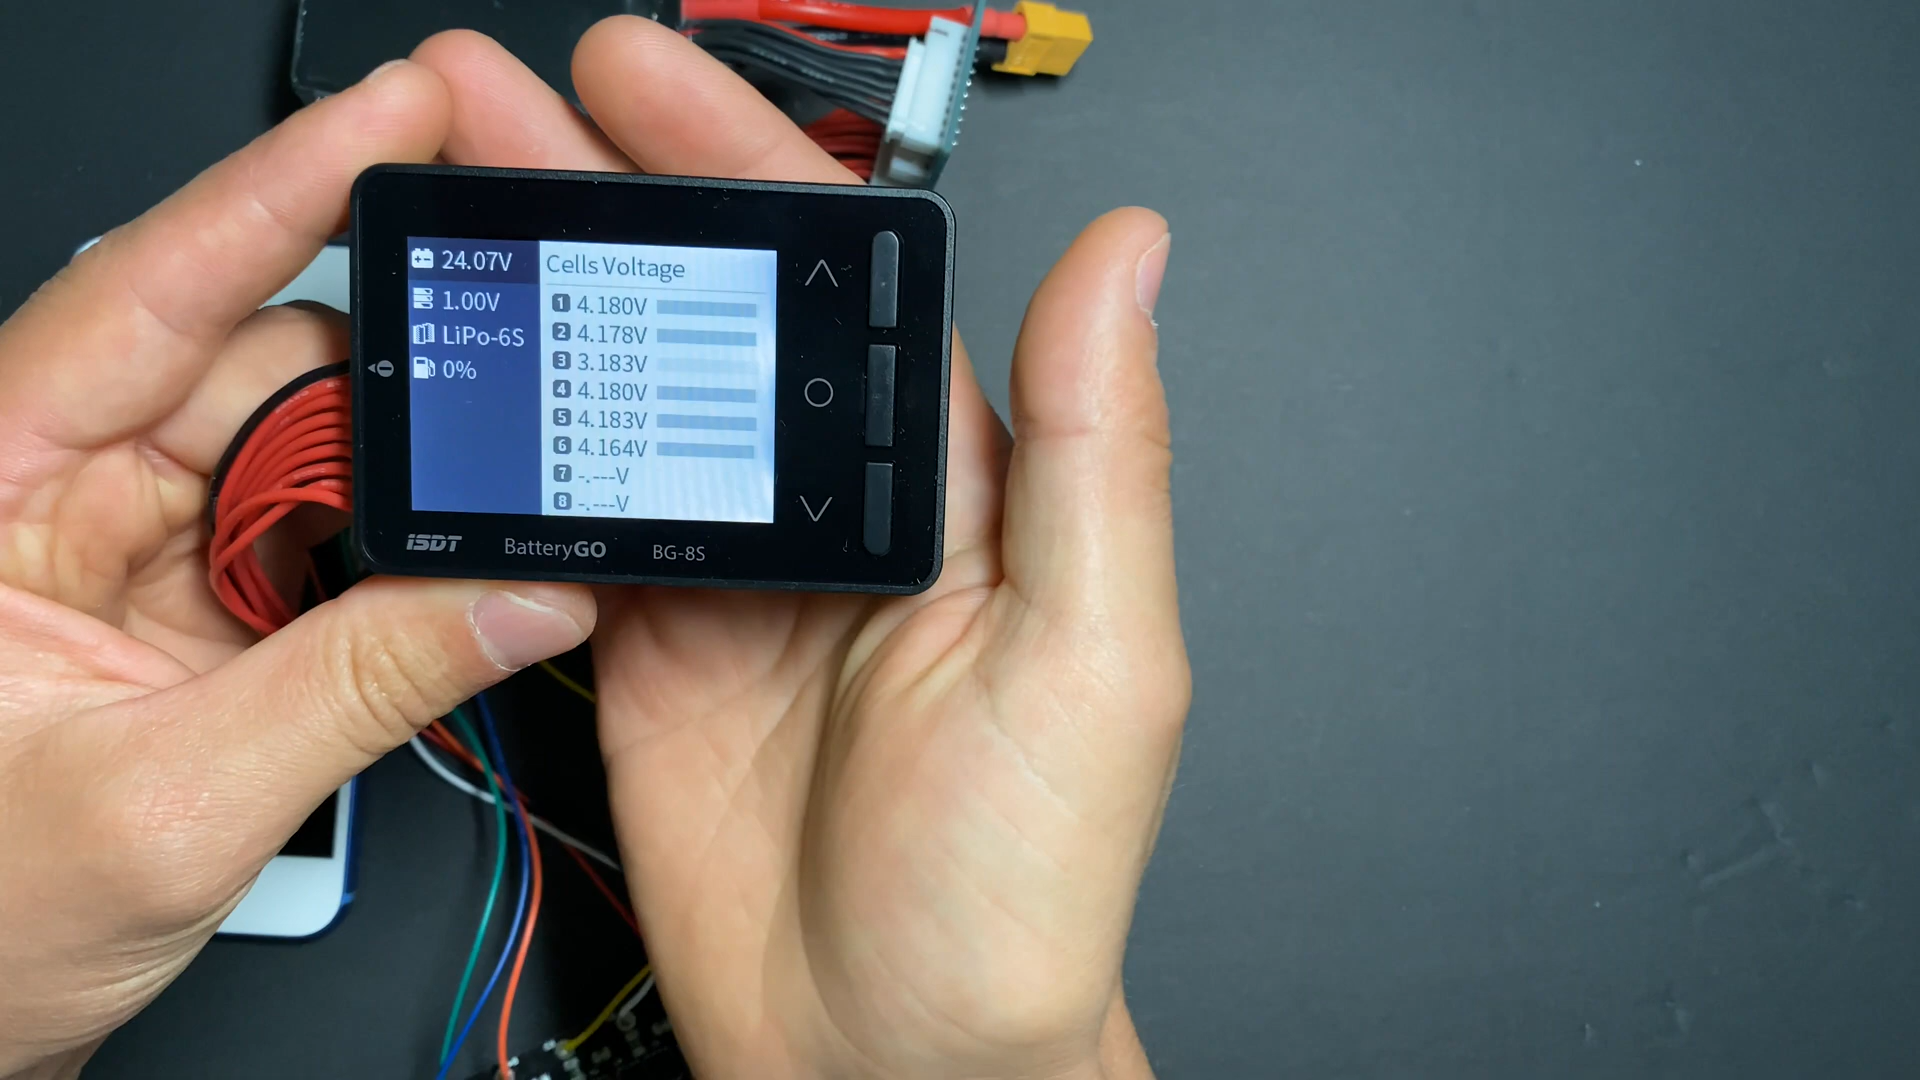 24.07V
1.00V
LiPo-6S
0%
Cells Voltage
1 4.180V
2 4.178V
3 3.183V
4 4.180V
5 4.183V
6 4.164V
7 -.---V
8 -.---V
ISDT BatteryGO BG-8S